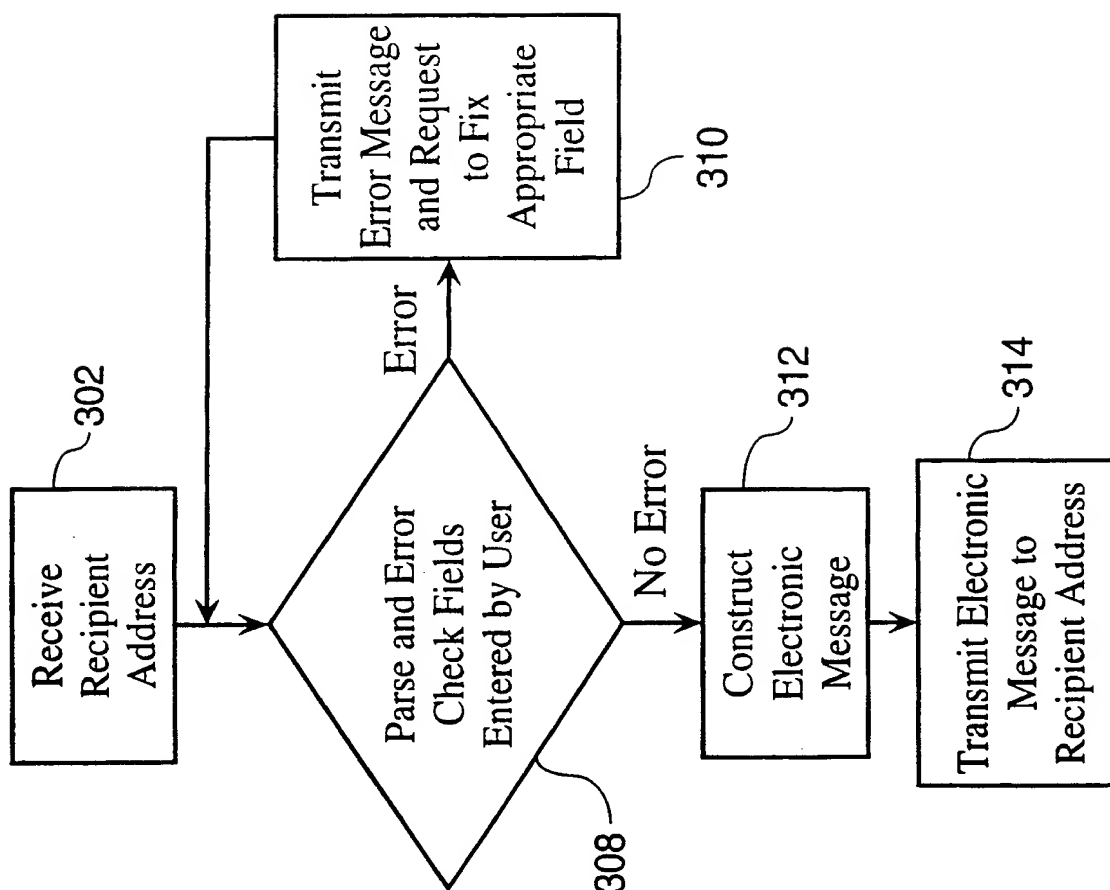 302
Receive
Recipient
Address
308
Parse and Error
Check Fields
Entered by User
Error
310
Transmit
Error Message
and Request
to Fix
Appropriate
Field
No Error
312
Construct
Electronic
Message
314
Transmit Electronic
Message to
Recipient Address